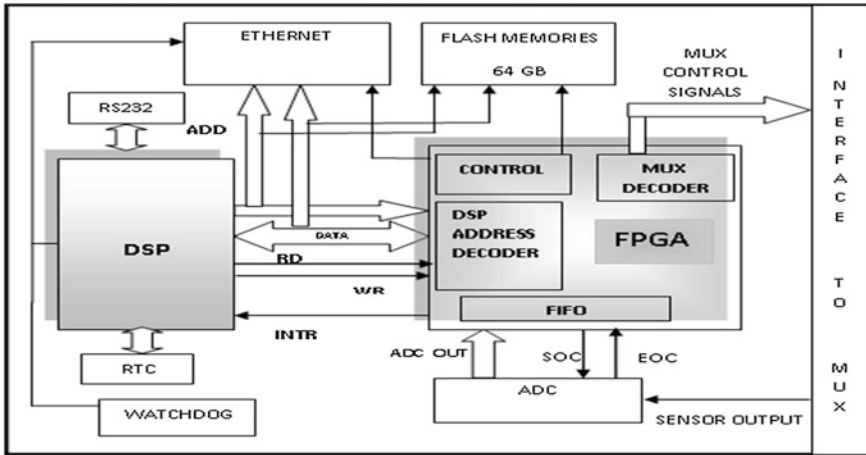 ETHERNET
FLASH MEMORIES
64 GB
MUX
CONTROL
SIGNALS
RS232
ADD
CONTROL
MUX
DECODER
DSP
DSP
ADDRESS
DECODER
FPGA
DATA
RD
WR
INTR
FIFO
RTC
ADC OUT
SOC
EOC
ADC
WATCHDOG
SENSOR OUTPUT
I
N
T
E
R
F
A
C
E
T
O
M
U
X